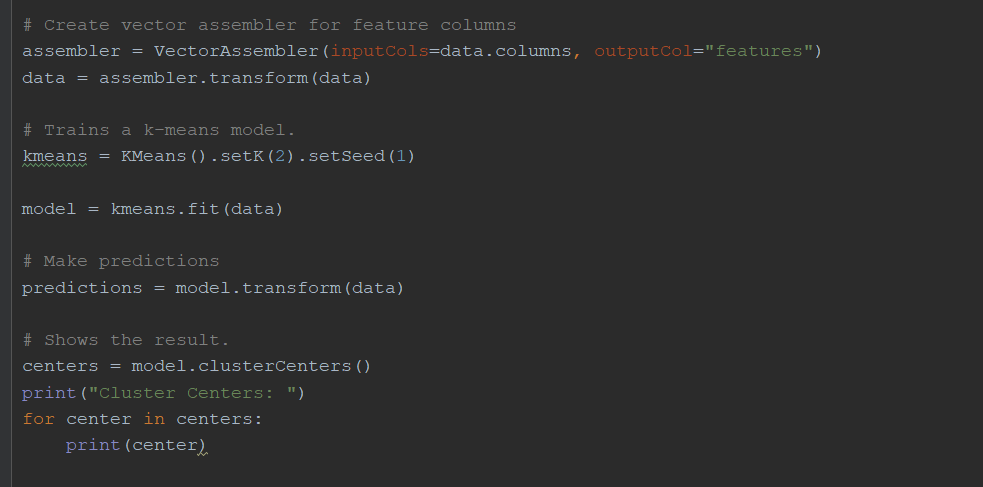 # Create vector assembler for feature columns
assembler = VectorAssembler(inputCols=data.columns, outputCol="features")
data = assembler.transform(data)
# Trains a k-means model.
kmeans = KMeans().setK(2).setSeed(1)
model = kmeans.fit(data)
# Make predictions
predictions = model.transform(data)
# Shows the result.
centers = model.clusterCenters()
print("Cluster Centers: ")
for center in centers:
    print(center)